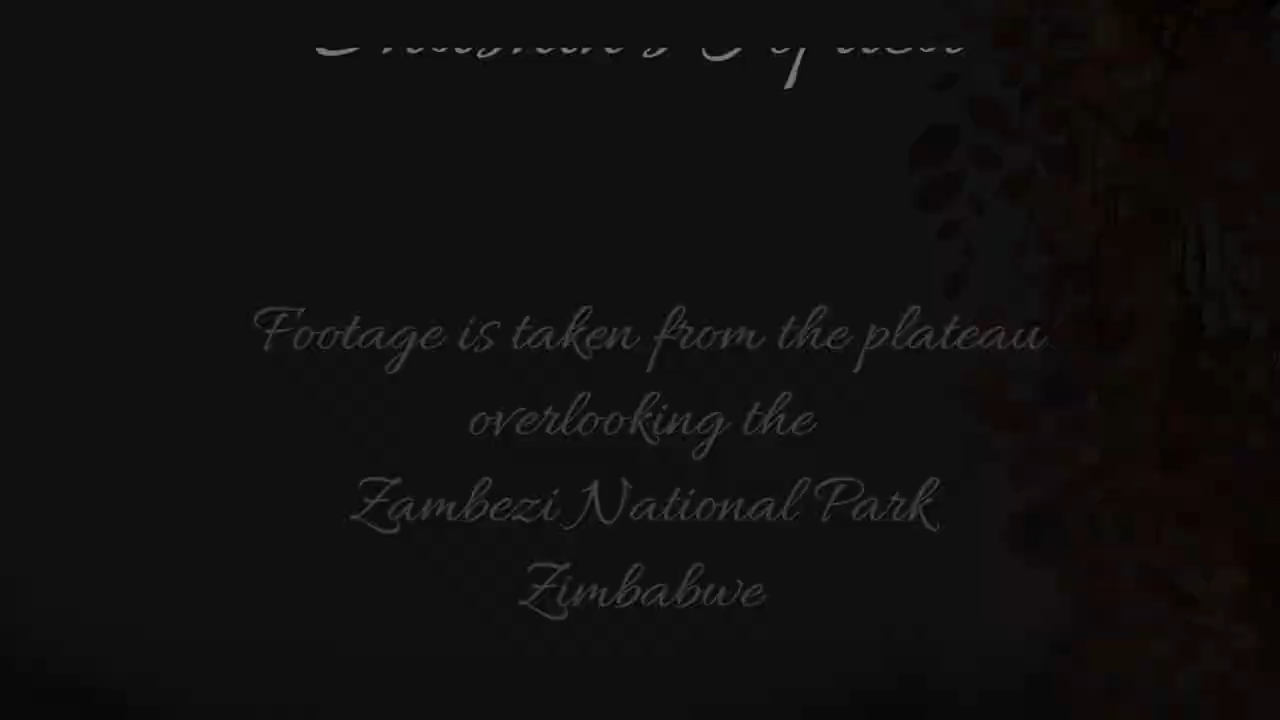 Footage is taken from the plateau
overlooking the
Zambezi National Park
Zimbabwe